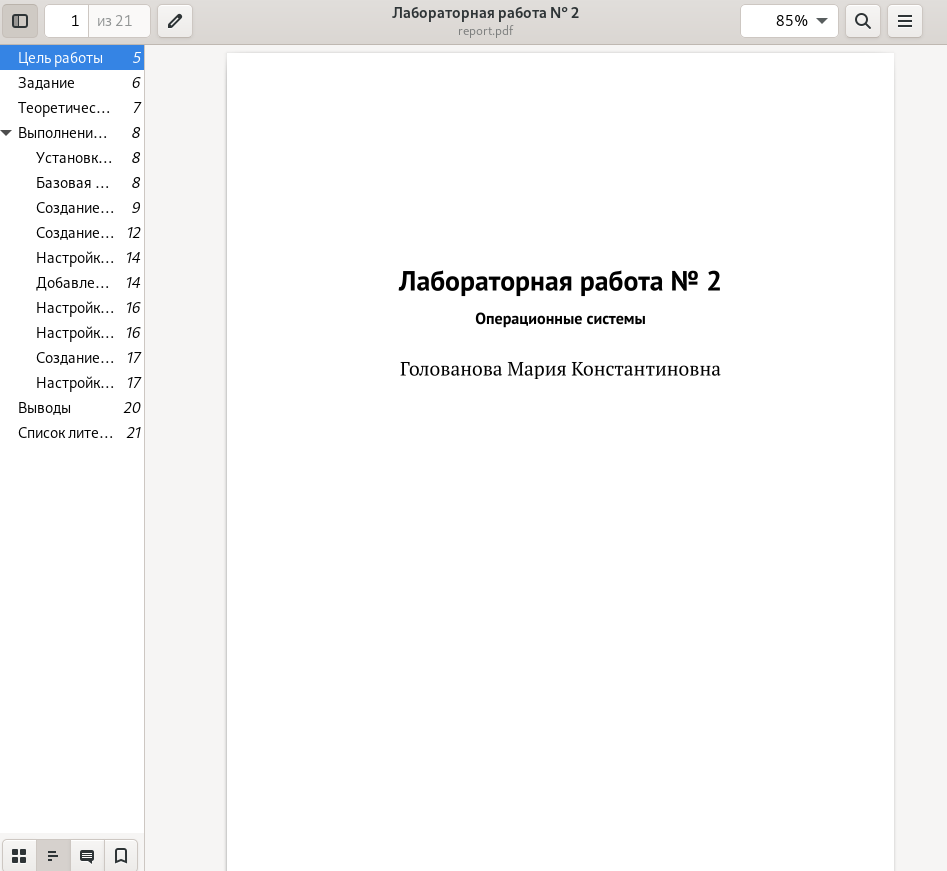 1 из 21
Лабораторная работа № 2
report.pdf
85%
Цель работы 5
Задание 6
Теоретичес… 7
Выполнени… 8
Установк… 8
Базовая … 8
Создание… 9
Создание… 12
Настройк… 14
Добавле… 14
Настройк… 16
Настройк… 16
Создание… 17
Настройк… 17
Выводы 20
Список лите… 21
Лабораторная работа № 2
Операционные системы
Голованова Мария Константиновна